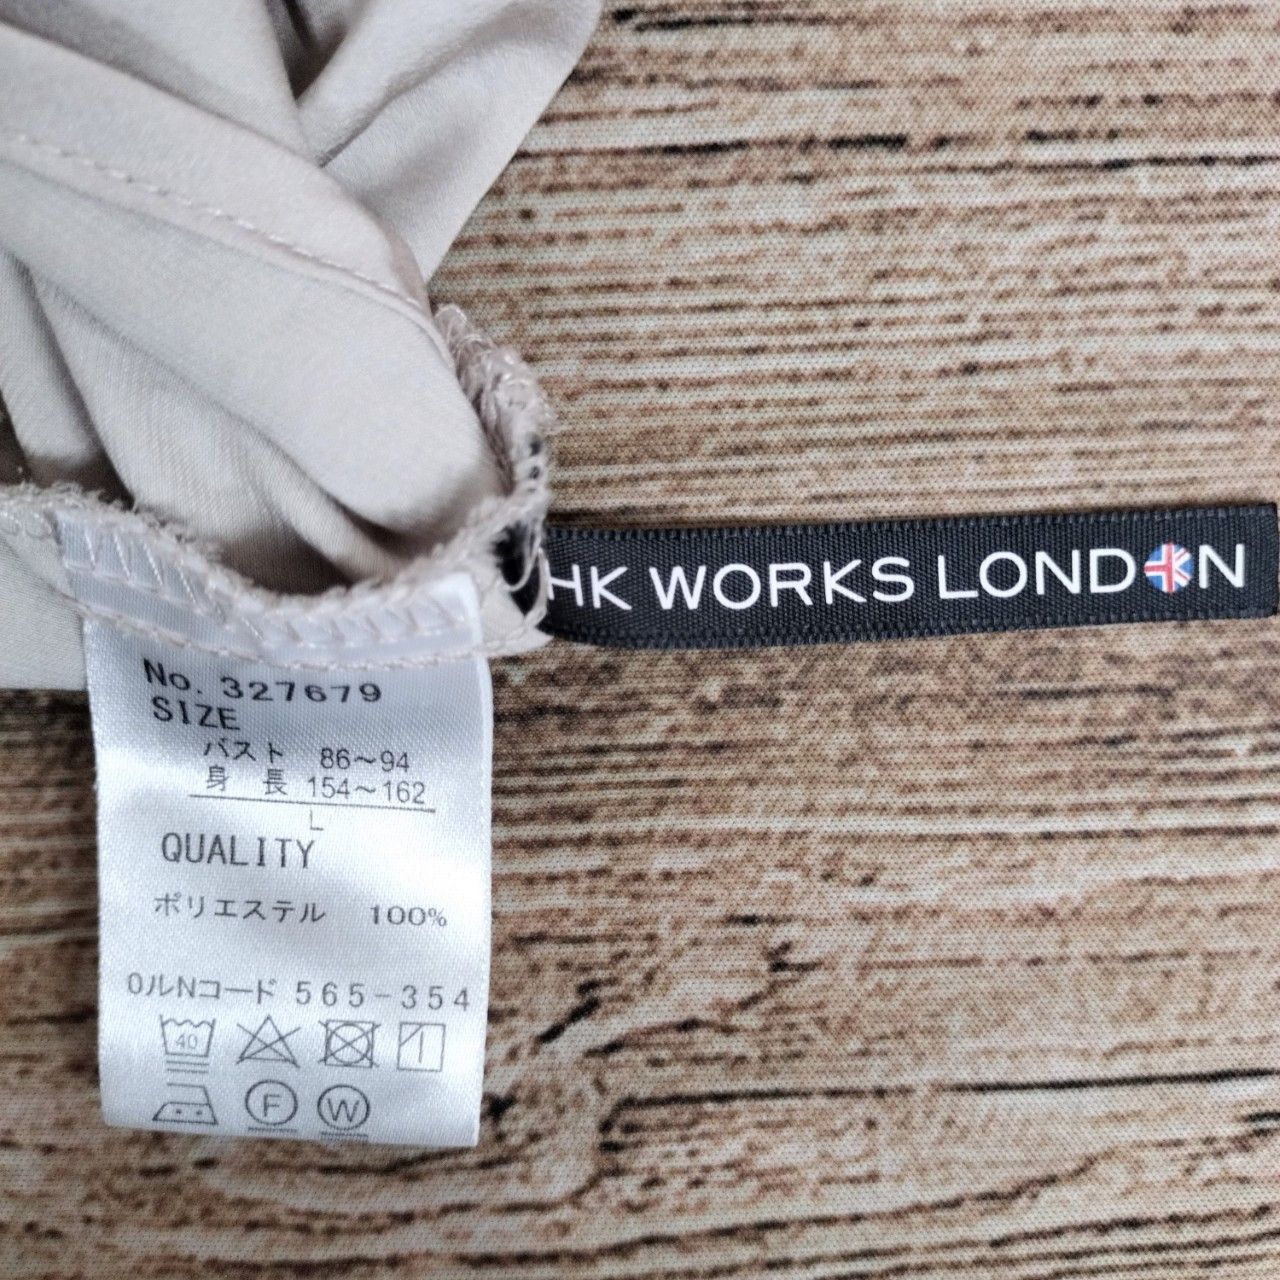 HK WORKS LONDON
No. 327679
SIZE
バスト 86～94
身 長 154～162
L
QUALITY
ポリエステル 100%
0ルNコード 565-354
40
F W